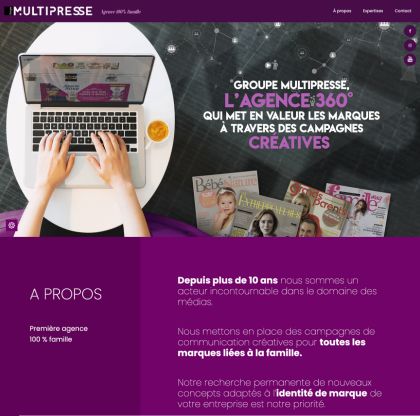 MULTIPRESSE
Agence 100% famille
À propos
Expertises
Contact
GROUPE MULTIPRESSE,
L'AGENCE 360°
QUI MET EN VALEUR LES MARQUES
À TRAVERS DES CAMPAGNES
CRÉATIVES
A PROPOS
Première agence
100 % famille
Depuis plus de 10 ans nous sommes un
acteur incontournable dans le domaine des
médias.
Nous mettons en place des campagnes de
communication créatives pour toutes les
marques liées à la famille.
Notre recherche permanente de nouveaux
concepts adaptés à l'identité de marque de
votre entreprise est notre priorité.